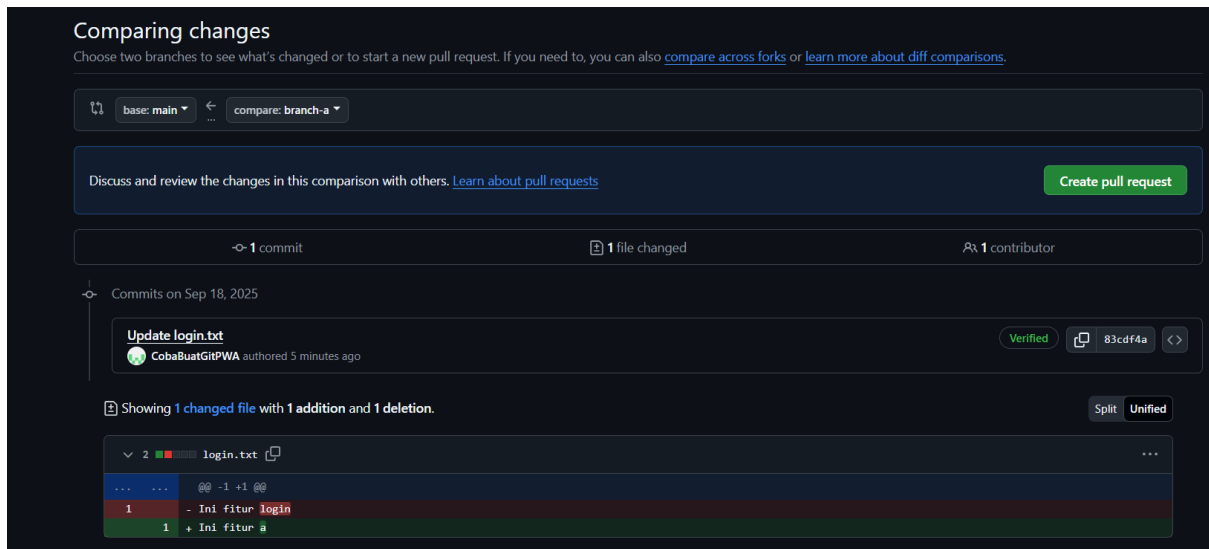 Comparing changes
Choose two branches to see what's changed or to start a new pull request. If you need to, you can also compare across forks or learn more about diff comparisons.
base: main compare: branch-a
...
Discuss and review the changes in this comparison with others. Learn about pull requests Create pull request
1 commit 1 file changed 1 contributor
Commits on Sep 18, 2025
Update login.txt
Verified 83cdf4a <>
CobaBuatGitPWA authored 5 minutes ago
Showing 1 changed file with 1 addition and 1 deletion. Split Unified
2 login.txt ...
... ... @@ -1 +1 @@
1 - Ini fitur login
1 + Ini fitur a